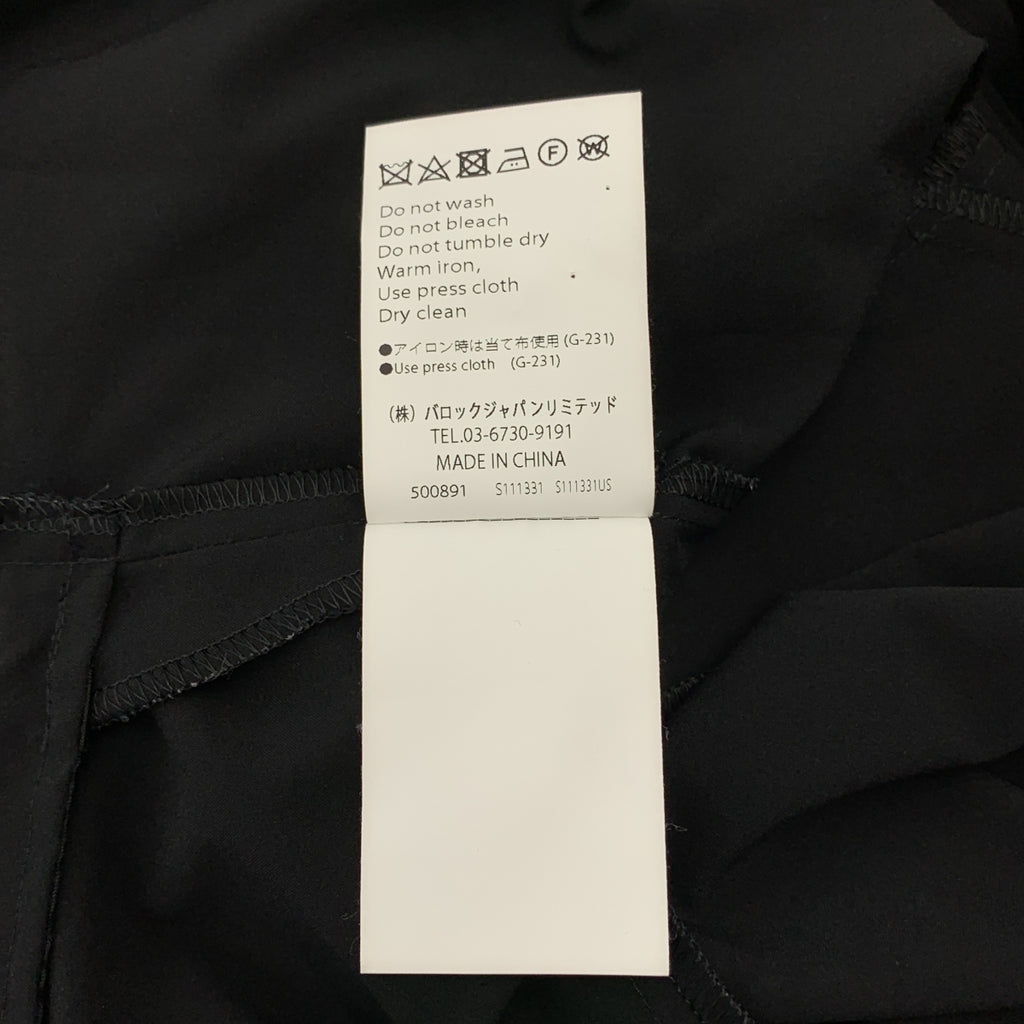 F W
Do not wash
Do not bleach
Do not tumble dry
Warm iron,
Use press cloth
Dry clean
●アイロン時は当て布使用 (G-231)
●Use press cloth (G-231)
（株）バロックジャパンリミテッド
TEL.03-6730-9191
MADE IN CHINA
500891 S111331 S111331US